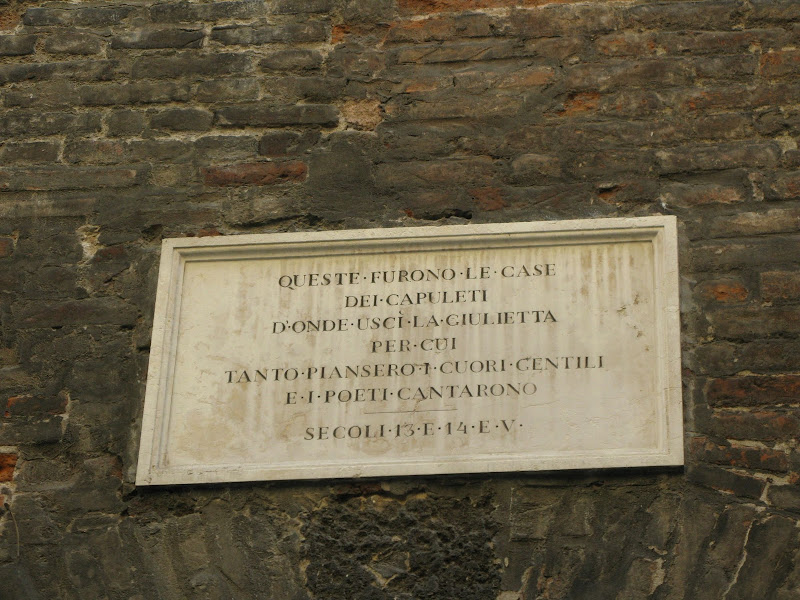 QUESTE·FURONO·LE·CASE
DEI·CAPULETI
D'·ONDE·USCÌ·LA·GIULIETTA
PER·CUI
TANTO·PIANSERO·I·CUORI·GENTILI
E·I·POETI·CANTARONO
SECOLI·13·E·14·E·V·